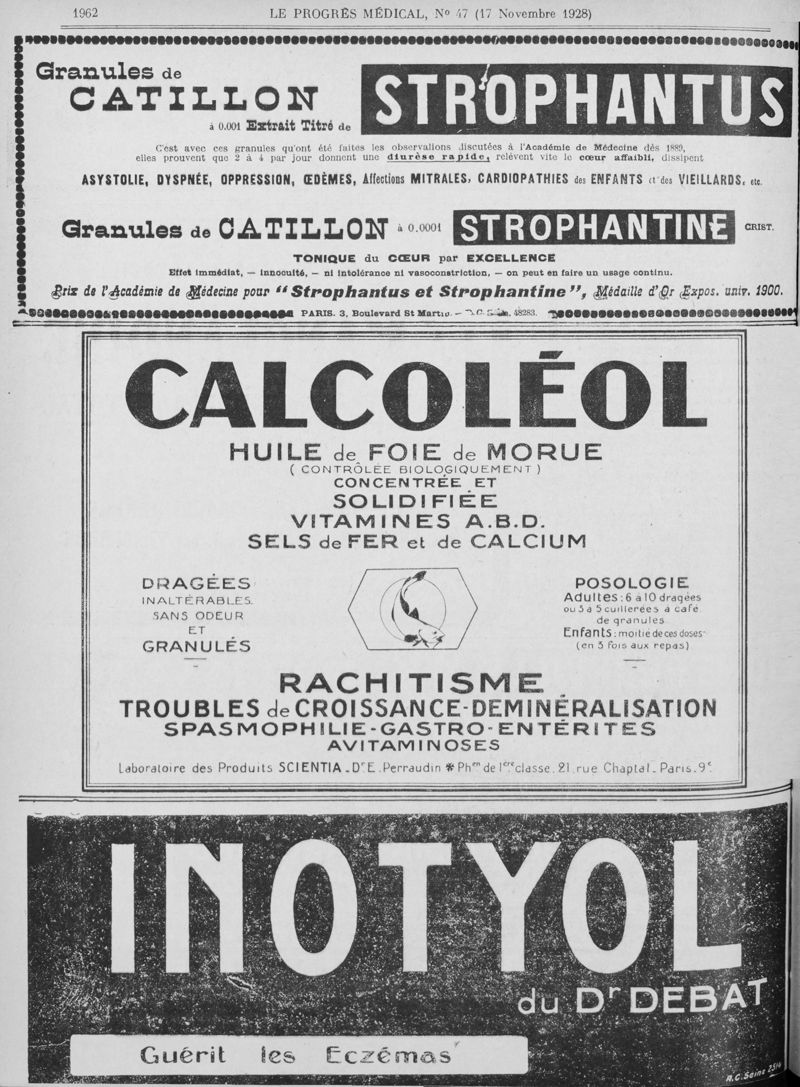 1962 LE PROGRÈS MÉDICAL, No 47 (17 Novembre 1928)
Granules de
CATILLON
à 0.001 Extrait Titré de
STROPHANTUS
C'est avec ces granules qu'ont été faites les observations discutées à l'Académie de Médecine dès 1889,
elles prouvent que 2 à 4 par jour donnent une diurèse rapide, relèvent vite le cœur affaibli, dissipent
ASYSTOLIE, DYSPNÉE, OPPRESSION, ŒDÈMES, Affections MITRALES, CARDIOPATHIES des ENFANTS et des VIEILLARDS, etc.
Granules de CATILLON à 0.0001 STROPHANTINE CRIST.
TONIQUE du CŒUR par EXCELLENCE
Effet immédiat, — innocuité, — ni intolérance ni vasoconstriction, — on peut en faire un usage continu.
Prix de l'Académie de Médecine pour "Strophantus et Strophantine", Médaille d'Or Expos. univ. 1900.
PARIS. 3, Boulevard St Martin. — 48283.
CALCOLÉOL
HUILE de FOIE de MORUE
(CONTRÔLÉE BIOLOGIQUEMENT)
CONCENTRÉE ET
SOLIDIFIÉE
VITAMINES A.B.D.
SELS de FER et de CALCIUM
DRAGÉES
INALTÉRABLES.
SANS ODEUR
ET
GRANULÉS
POSOLOGIE
Adultes : 6 à 10 dragées
ou 3 à 5 cuillerées à café
de granules
Enfants : moitié de ces doses
(en 3 fois aux repas)
RACHITISME
TROUBLES de CROISSANCE-DEMINÉRALISATION
SPASMOPHILIE-GASTRO-ENTÉRITES
AVITAMINOSES
Laboratoire des Produits SCIENTIA - Dr E. Perraudin * Phen de 1ère classe. 21, rue Chaptal - Paris. 9e
INOTYOL
du Dr DEBAT
Guérit les Eczémas
R.C. Seine 2514